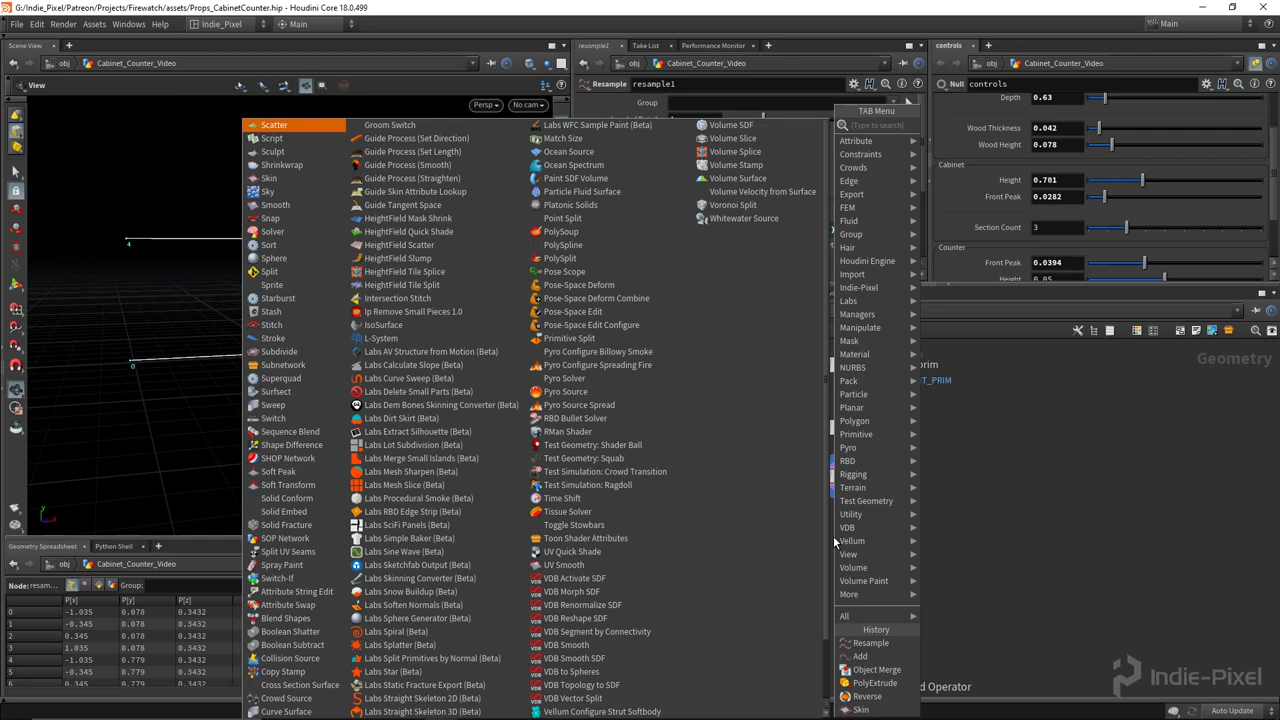 G:/Indie_Pixel/Patreon/Projects/Firewatch/assets/Props_CabinetCounter.hip - Houdini Core 18.0.499
File Edit Render Assets Windows Help Indie_Pixel Main Main
Scene View
obj Cabinet_Counter_Video
View
Persp No cam
resample1 Take List Performance Monitor
obj Cabinet_Counter_Video
Resample resample1
Group
controls
obj Cabinet_Counter_Video
Null controls
Depth 0.63
Wood Thickness 0.042
Wood Height 0.078
Cabinet
Height 0.701
Front Peak 0.0282
Section Count 3
Counter
Front Peak 0.0394
Height 0.05
4
0
Scatter
Script
Sculpt
Shrinkwrap
Skin
Sky
Smooth
Snap
Solver
Sort
Sphere
Split
Sprite
Starburst
Stash
Stitch
Stroke
Subdivide
Subnetwork
Superquad
Surfsect
Sweep
Switch
Sequence Blend
Shape Difference
SHOP Network
Soft Peak
Soft Transform
Solid Conform
Solid Embed
Solid Fracture
SOP Network
Split UV Seams
Spray Paint
Switch-If
Attribute String Edit
Attribute Swap
Blend Shapes
Boolean Shatter
Boolean Subtract
Collision Source
Copy Stamp
Cross Section Surface
Crowd Source
Curve Surface
Groom Switch
Guide Process (Set Direction)
Guide Process (Set Length)
Guide Process (Smooth)
Guide Process (Straighten)
Guide Skin Attribute Lookup
Guide Tangent Space
HeightField Mask Shrink
HeightField Quick Shade
HeightField Scatter
HeightField Slump
HeightField Tile Splice
HeightField Tile Split
Intersection Stitch
Ip Remove Small Pieces 1.0
IsoSurface
L-System
Labs AV Structure from Motion (Beta)
Labs Calculate Slope (Beta)
Labs Curve Sweep (Beta)
Labs Delete Small Parts (Beta)
Labs Dem Bones Skinning Converter (Beta)
Labs Dirt Skirt (Beta)
Labs Extract Silhouette (Beta)
Labs Lot Subdivision (Beta)
Labs Merge Small Islands (Beta)
Labs Mesh Sharpen (Beta)
Labs Mesh Slice (Beta)
Labs Procedural Smoke (Beta)
Labs RBD Edge Strip (Beta)
Labs SciFi Panels (Beta)
Labs Simple Baker (Beta)
Labs Sine Wave (Beta)
Labs Sketchfab Output (Beta)
Labs Skinning Converter (Beta)
Labs Snow Buildup (Beta)
Labs Soften Normals (Beta)
Labs Sphere Generator (Beta)
Labs Spiral (Beta)
Labs Splatter (Beta)
Labs Split Primitives by Normal (Beta)
Labs Star (Beta)
Labs Static Fracture Export (Beta)
Labs Straight Skeleton 2D (Beta)
Labs Straight Skeleton 3D (Beta)
Labs WFC Sample Paint (Beta)
Match Size
Ocean Source
Ocean Spectrum
Paint SDF Volume
Particle Fluid Surface
Platonic Solids
Point Split
PolySoup
PolySpline
PolySplit
Pose Scope
Pose-Space Deform
Pose-Space Deform Combine
Pose-Space Edit
Pose-Space Edit Configure
Primitive Split
Pyro Configure Billowy Smoke
Pyro Configure Spreading Fire
Pyro Solver
Pyro Source
Pyro Source Spread
RBD Bullet Solver
RMan Shader
Test Geometry: Shader Ball
Test Geometry: Squab
Test Simulation: Crowd Transition
Test Simulation: Ragdoll
Time Shift
Tissue Solver
Toggle Stowbars
Toon Shader Attributes
UV Quick Shade
UV Smooth
VDB Activate SDF
VDB Morph SDF
VDB Renormalize SDF
VDB Reshape SDF
VDB Segment by Connectivity
VDB Smooth
VDB Smooth SDF
VDB to Spheres
VDB Topology to SDF
VDB Vector Split
Vellum Configure Strut Softbody
Volume SDF
Volume Slice
Volume Splice
Volume Stamp
Volume Surface
Volume Velocity from Surface
Voronoi Split
Whitewater Source
TAB Menu
(Type to search)
Attribute
Constraints
Crowds
Edge
Export
FEM
Fluid
Group
Hair
Houdini Engine
Import
Indie-Pixel
Labs
Managers
Manipulate
Mask
Material
NURBS
Pack
Particle
Planar
Polygon
Primitive
Pyro
RBD
Rigging
Terrain
Test Geometry
Utility
VDB
Vellum
View
Volume
Volume Paint
More
All
History
Resample
Add
Object Merge
PolyExtrude
Reverse
Skin
Geometry
prim
T_PRIM
d Operator
Indie-Pixel
Auto Update
Geometry Spreadsheet Python Shell
obj Cabinet_Counter_Video
Node: resam... Group:
P[x] P[y] P[z]
0 -1.035 0.078 0.3432
1 -0.345 0.078 0.3432
2 0.345 0.078 0.3432
3 1.035 0.078 0.3432
4 -1.035 0.779 0.3432
5 -0.345 0.779 0.3432
6 0.345 0.779 0.3432